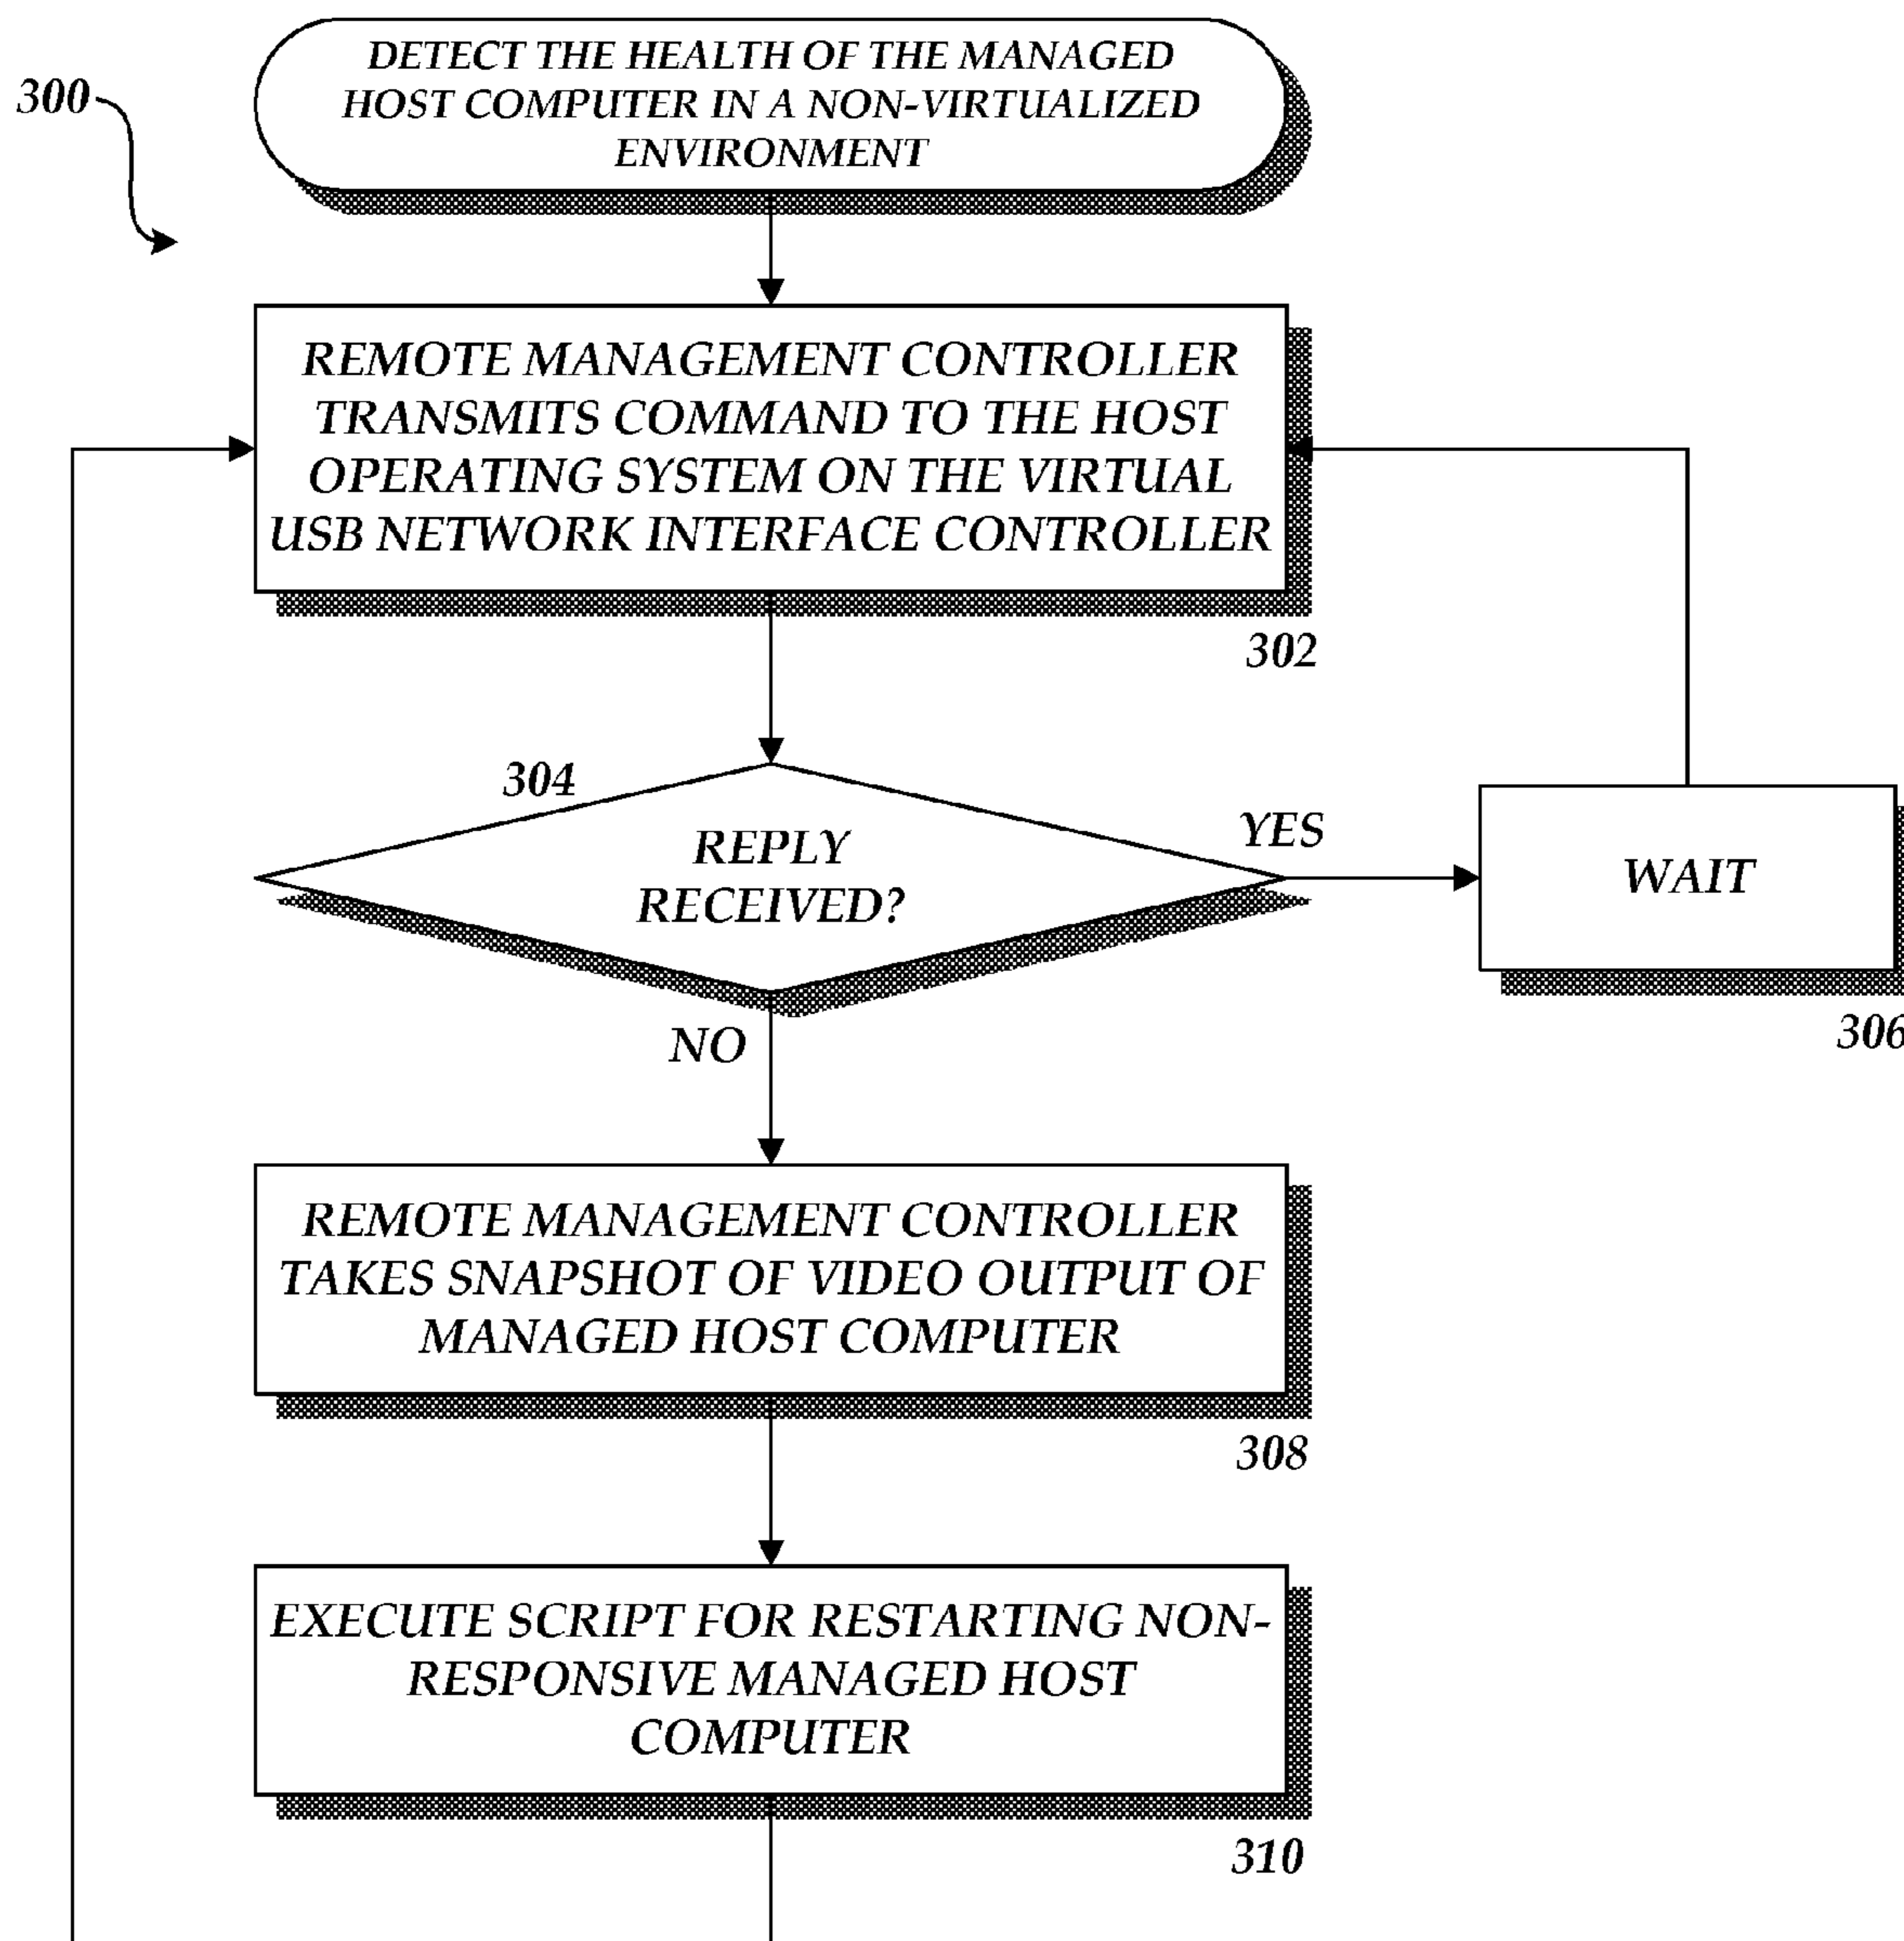 DETECT THE HEALTH OF THE MANAGED
HOST COMPUTER IN A NON-VIRTUALIZED
ENVIRONMENT
300
REMOTE MANAGEMENT CONTROLLER
TRANSMITS COMMAND TO THE HOST
OPERATING SYSTEM ON THE VIRTUAL
USB NETWORK INTERFACE CONTROLLER
302
304
REPLY
RECEIVED?
YES
WAIT
306
NO
REMOTE MANAGEMENT CONTROLLER
TAKES SNAPSHOT OF VIDEO OUTPUT OF
MANAGED HOST COMPUTER
308
EXECUTE SCRIPT FOR RESTARTING NON-
RESPONSIVE MANAGED HOST
COMPUTER
310